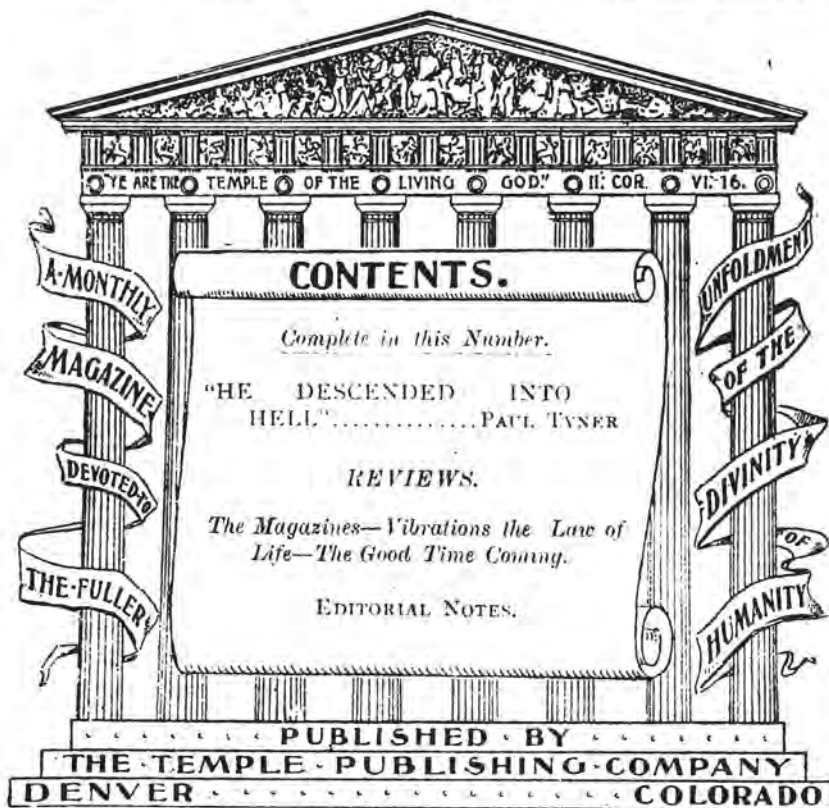 "YE ARE THE TEMPLE OF THE LIVING GOD." II. COR. VI.-16.
A-MONTHLY
MAGAZINE
DEVOTED-TO
THE-FULLER
CONTENTS.
Complete in this Number.
"HE DESCENDED INTO
HELL".............PAUL TYNER
REVIEWS.
The Magazines—Vibrations the Law of
Life—The Good Time Coming.
EDITORIAL NOTES.
UNFOLDMENT
OF THE
DIVINITY
OF
HUMANITY
PUBLISHED · BY
THE · TEMPLE · PUBLISHING · COMPANY
DENVER COLORADO